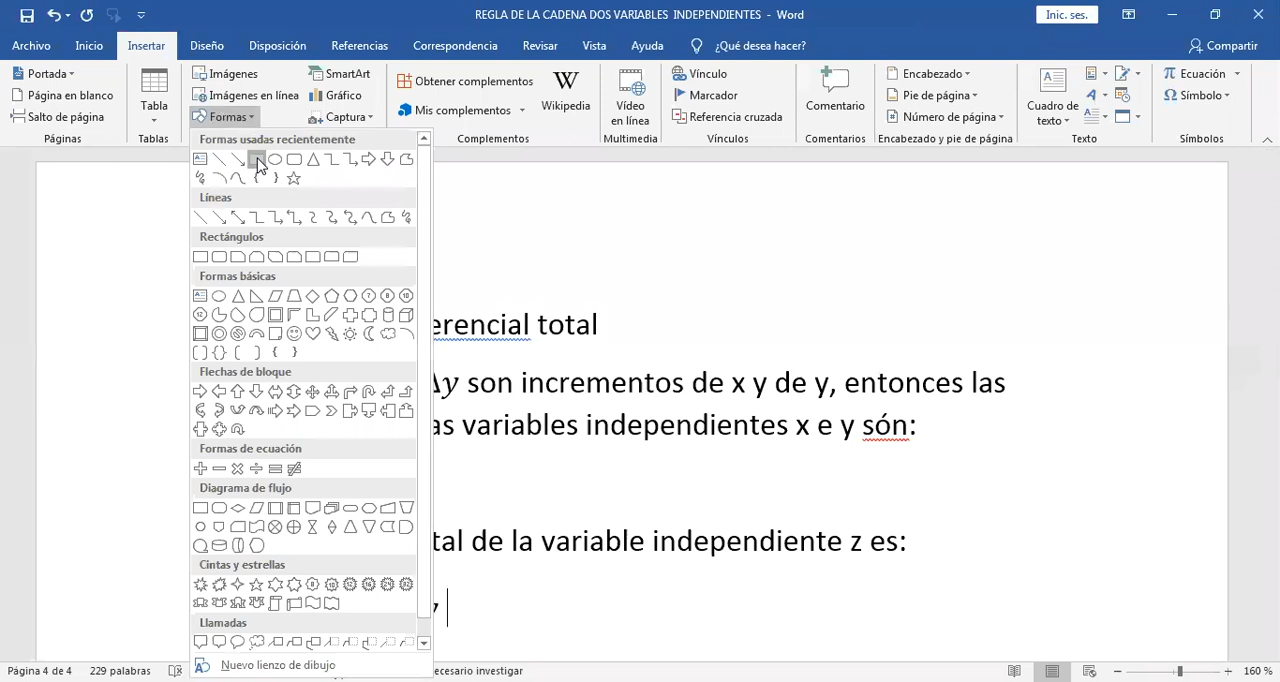 REGLA DE LA CADENA DOS VARIABLES INDEPENDIENTES - Word
Inic. ses.
Archivo Inicio Insertar Diseño Disposición Referencias Correspondencia Revisar Vista Ayuda ¿Qué desea hacer? Compartir
Portada
Página en blanco
Salto de página
Páginas
Tabla
Tablas
Imágenes
Imágenes en línea
Formas
SmartArt
Gráfico
Captura
Obtener complementos
Mis complementos
Wikipedia
Complementos
Vídeo
en línea
Multimedia
Vínculo
Marcador
Referencia cruzada
Vínculos
Comentario
Comentarios
Encabezado
Pie de página
Número de página
Encabezado y pie de página
Cuadro de
texto
Texto
Ecuación
Símbolo
Símbolos
Formas usadas recientemente
Líneas
Rectángulos
Formas básicas
Flechas de bloque
Formas de ecuación
Diagrama de flujo
Cintas y estrellas
Llamadas
Nuevo lienzo de dibujo
erencial total
Δy son incrementos de x y de y, entonces las
as variables independientes x e y són:
tal de la variable independiente z es:
Página 4 de 4 229 palabras ecesario investigar 160 %